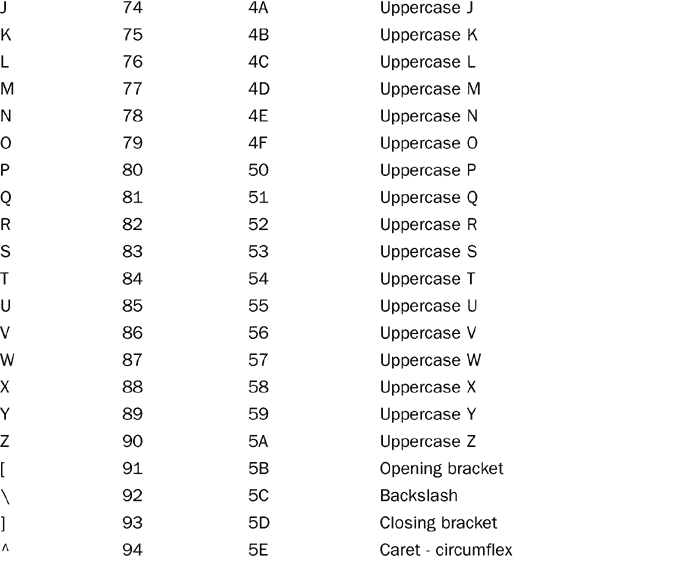 J 74 4A Uppercase J
K 75 4B Uppercase K
L 76 4C Uppercase L
M 77 4D Uppercase M
N 78 4E Uppercase N
O 79 4F Uppercase O
P 80 50 Uppercase P
Q 81 51 Uppercase Q
R 82 52 Uppercase R
S 83 53 Uppercase S
T 84 54 Uppercase T
U 85 55 Uppercase U
V 86 56 Uppercase V
W 87 57 Uppercase W
X 88 58 Uppercase X
Y 89 59 Uppercase Y
Z 90 5A Uppercase Z
[ 91 5B Opening bracket
\ 92 5C Backslash
] 93 5D Closing bracket
^ 94 5E Caret - circumflex